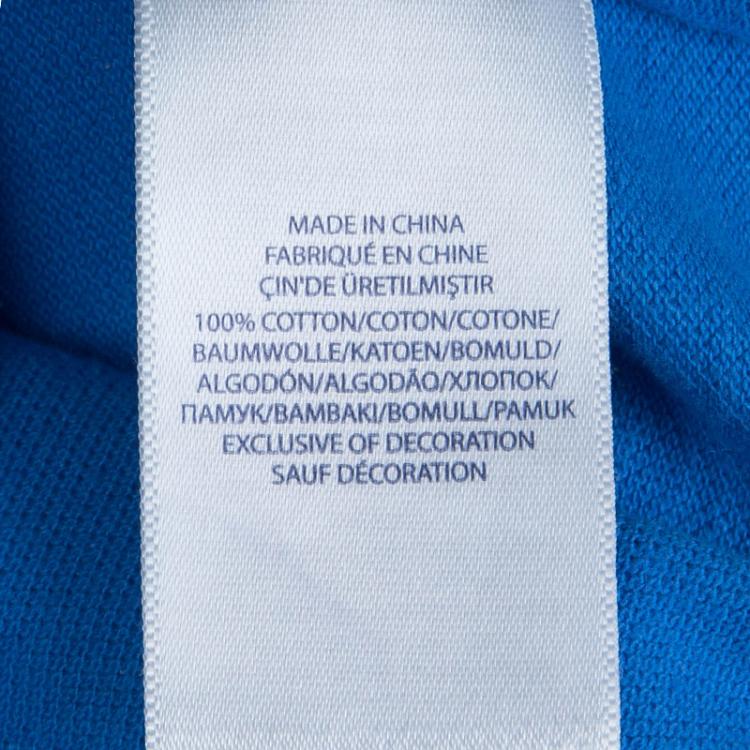 MADE IN CHINA
FABRIQUÉ EN CHINE
ÇIN'DE ÜRETILMIŞTIR
100% COTTON/COTON/COTONE/
BAUMWOLLE/KATOEN/BOMULD/
ALGODÓN/ALGODÃO/ХЛОПОК/
ПАМУК/BAMBAKI/BOMULL/PAMUK
EXCLUSIVE OF DECORATION
SAUF DÉCORATION